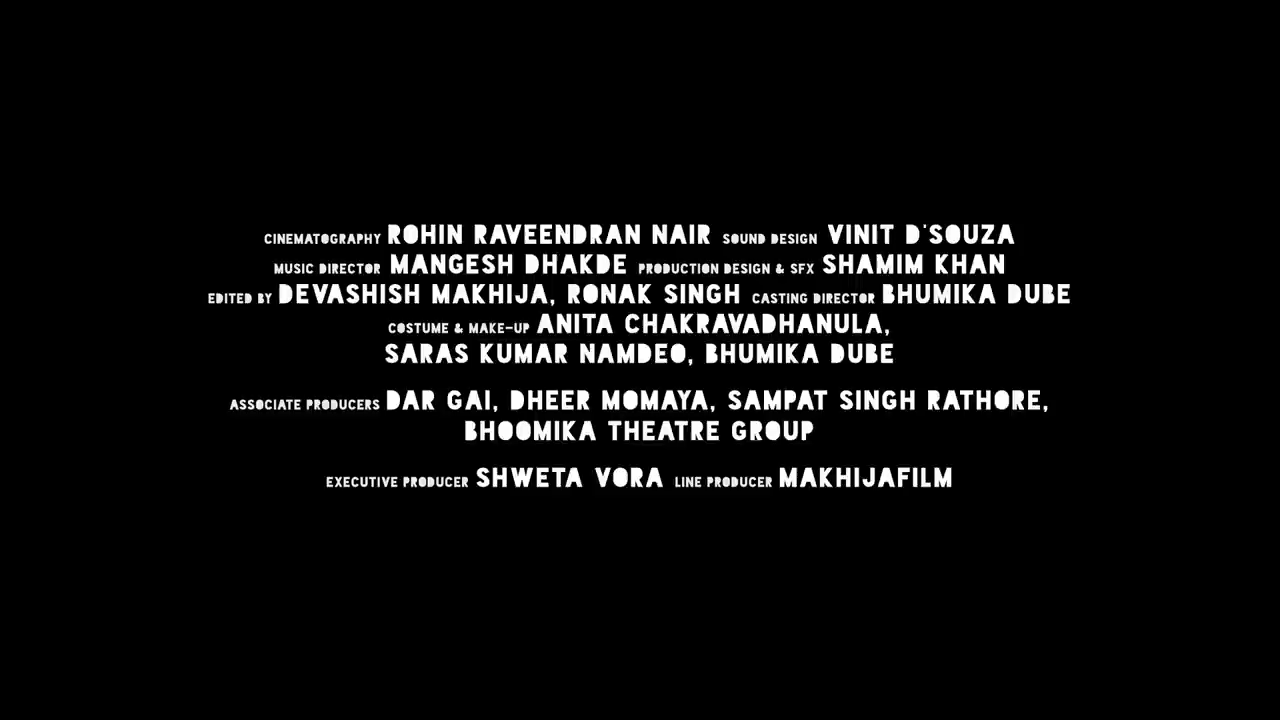 CINEMATOGRAPHY ROHIN RAVEENDRAN NAIR SOUND DESIGN VINIT D'SOUZA
MUSIC DIRECTOR MANGESH DHAKDE PRODUCTION DESIGN & SFX SHAMIM KHAN
EDITED BY DEVASHISH MAKHIJA, RONAK SINGH CASTING DIRECTOR BHUMIKA DUBE
COSTUME & MAKE-UP ANITA CHAKRAVADHANULA,
SARAS KUMAR NAMDEO, BHUMIKA DUBE
ASSOCIATE PRODUCERS DAR GAI, DHEER MOMAYA, SAMPAT SINGH RATHORE,
BHOOMIKA THEATRE GROUP
EXECUTIVE PRODUCER SHWETA VORA LINE PRODUCER MAKHIJAFILM